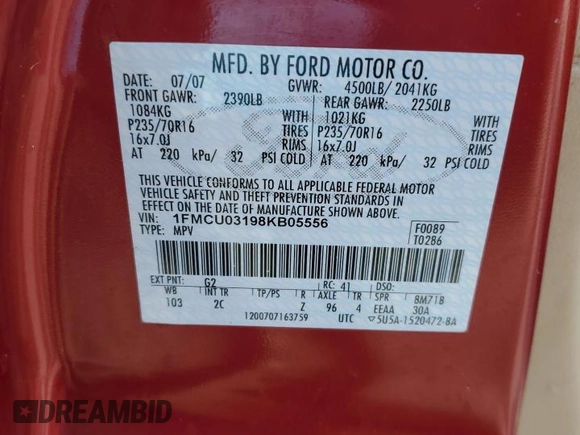 MFD. BY FORD MOTOR CO.
DATE: 07/07 GVWR: 4500LB/ 2041KG
FRONT GAWR: 2390LB REAR GAWR: 2250LB
1084KG WITH 1021KG WITH
P235/70R16 TIRES P235/70R16 TIRES
16x7.0J RIMS 16x7.0J RIMS
AT 220 kPa/ 32 PSI COLD AT 220 kPa/ 32 PSI COLD
THIS VEHICLE CONFORMS TO ALL APPLICABLE FEDERAL MOTOR
VEHICLE SAFETY AND THEFT PREVENTION STANDARDS IN
EFFECT ON THE DATE OF MANUFACTURE SHOWN ABOVE.
VIN: 1FMCU03198KB05556 F0089
TYPE: MPV T0286
EXT PNT: G2 RC: 41 DSO:
WB INT TR TP/PS R AXLE TR SPR BM71B
103 2C Z 96 4 EEAA 30A
1200707163759 UTC ▽5U5A-1520472-BA
Ford
DREAMBID